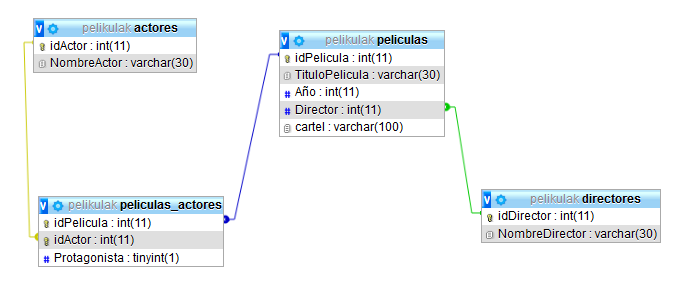 pelikulak actores
idActor : int(11)
NombreActor : varchar(30)
pelikulak peliculas
idPelicula : int(11)
TituloPelicula : varchar(30)
Año : int(11)
Director : int(11)
cartel : varchar(100)
pelikulak peliculas_actores
idPelicula : int(11)
idActor : int(11)
Protagonista : tinyint(1)
pelikulak directores
idDirector : int(11)
NombreDirector : varchar(30)